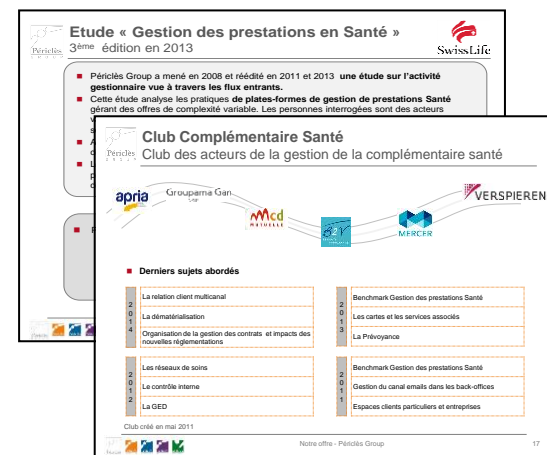 Etude « Gestion des prestations en Santé »
3ème édition en 2013
Périclès
GROUP
SwissLife
■ Périclès Group a mené en 2008 et réédité en 2011 et 2013 une étude sur l'activité
gestionnaire vue à travers les flux entrants.
■ Cette étude analyse les pratiques de plates-formes de gestion de prestations Santé
gérant des offres de complexité variable. Les personnes interrogées sont des acteurs
Club Complémentaire Santé
Club des acteurs de la gestion de la complémentaire santé
Périclès
GROUP
apria
Groupama Gan
Mcd
MUTUELLE
S2V
MERCER
VERSPIEREN
■ Derniers sujets abordés
2014
La relation client multicanal
La dématérialisation
Organisation de la gestion des contrats et impacts des
nouvelles réglementations
2013
Benchmark Gestion des prestations Santé
Les cartes et les services associés
La Prévoyance
2012
Les réseaux de soins
Le contrôle interne
La GED
2011
Benchmark Gestion des prestations Santé
Gestion du canal emails dans les back-offices
Espaces clients particuliers et entreprises
Club créé en mai 2011
Notre offre - Périclès Group
17